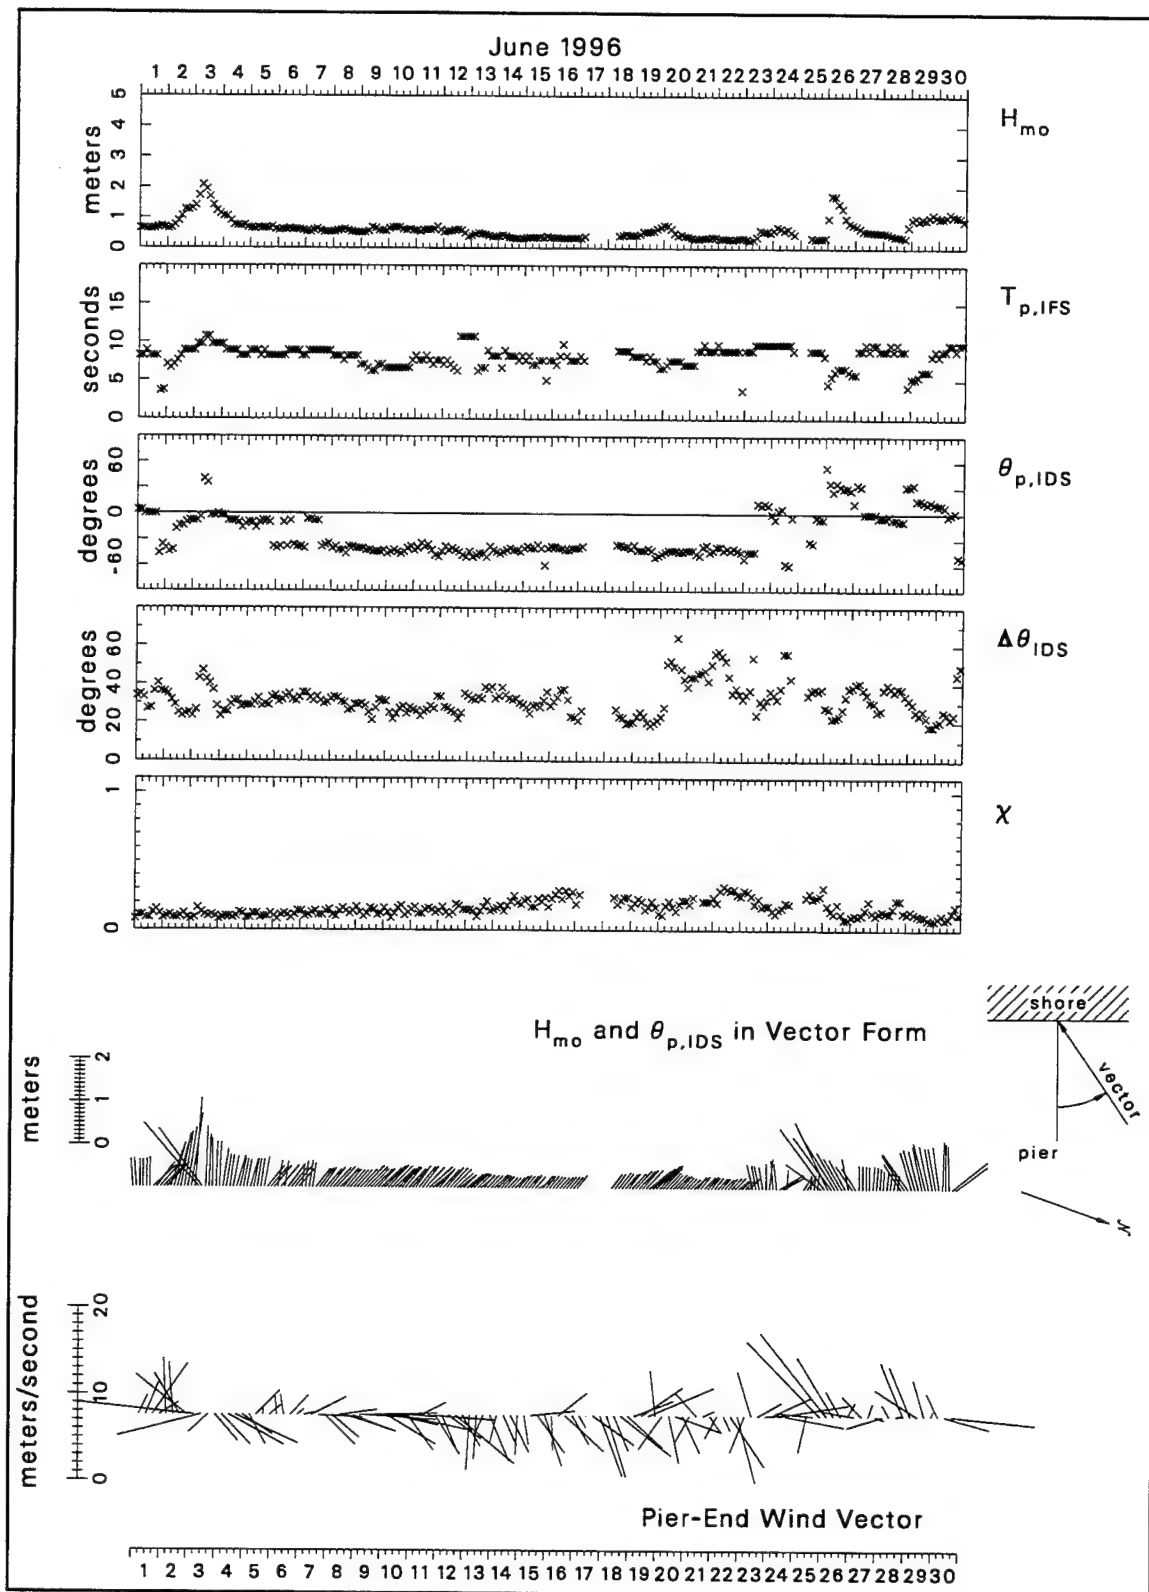 June 1996
1 2 3 4 5 6 7 8 9 10 11 12 13 14 15 16 17 18 19 20 21 22 23 24 25 26 27 28 29 30
meters
5
4
3
2
1
0
H mo
seconds
15
10
5
0
T p,IFS
degrees
60
0
-60
θ p,IDS
degrees
60
40
20
0
Δθ IDS
1
0
χ
shore
H mo and θ p,IDS in Vector Form
meters
2
1
0
vector
pier
N
meters/second
20
10
0
Pier-End Wind Vector
1 2 3 4 5 6 7 8 9 10 11 12 13 14 15 16 17 18 19 20 21 22 23 24 25 26 27 28 29 30